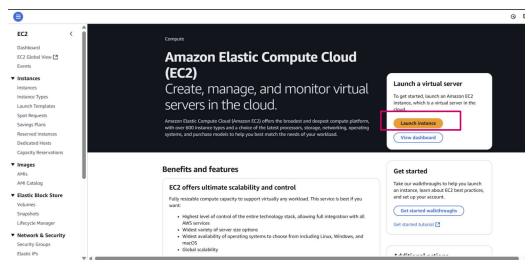 EC2
Dashboard
EC2 Global View
Events
Instances
Instances
Instance Types
Launch Templates
Spot Requests
Savings Plans
Reserved Instances
Dedicated Hosts
Capacity Reservations
Images
AMIs
AMI Catalog
Elastic Block Store
Volumes
Snapshots
Lifecycle Manager
Network & Security
Security Groups
Elastic IPs
Compute
Amazon Elastic Compute Cloud
(EC2)
Create, manage, and monitor virtual
servers in the cloud.
Amazon Elastic Compute Cloud (Amazon EC2) offers the broadest and deepest compute platform,
with over 600 instance types and a choice of the latest processors, storage, networking, operating
systems, and purchase models to help you best match the needs of your workload.
Launch a virtual server
To get started, launch an Amazon EC2
instance, which is a virtual server in the
cloud.
Launch instance
View dashboard
Benefits and features
EC2 offers ultimate scalability and control
Fully resizable compute capacity to support virtually any workload. This service is best if you
want:
• Highest level of control of the entire technology stack, allowing full integration with all
AWS services
• Widest variety of server size options
• Widest availability of operating systems to choose from including Linux, Windows, and
macOS
• Global scalability
Get started
Take our walkthroughs to help you launch
an instance, learn about EC2 best practices,
and set up your account.
Get started walkthroughs
Get started tutorial
Additional actions